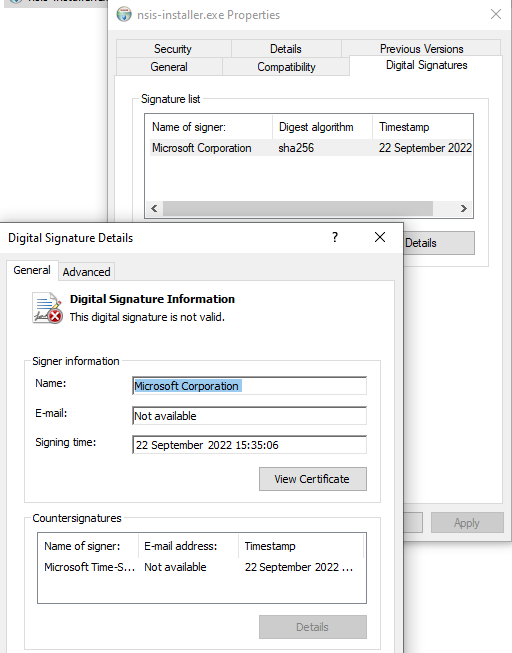 nsis-installer.exe Properties
Security Details Previous Versions
General Compatibility Digital Signatures
Signature list
Name of signer: Digest algorithm Timestamp
Microsoft Corporation sha256 22 September 2022
Details
Digital Signature Details
General Advanced
Digital Signature Information
This digital signature is not valid.
Signer information
Name: Microsoft Corporation
E-mail: Not available
Signing time: 22 September 2022 15:35:06
View Certificate
Countersignatures
Name of signer: E-mail address: Timestamp
Microsoft Time-S... Not available 22 September 2022 ...
Details
Apply